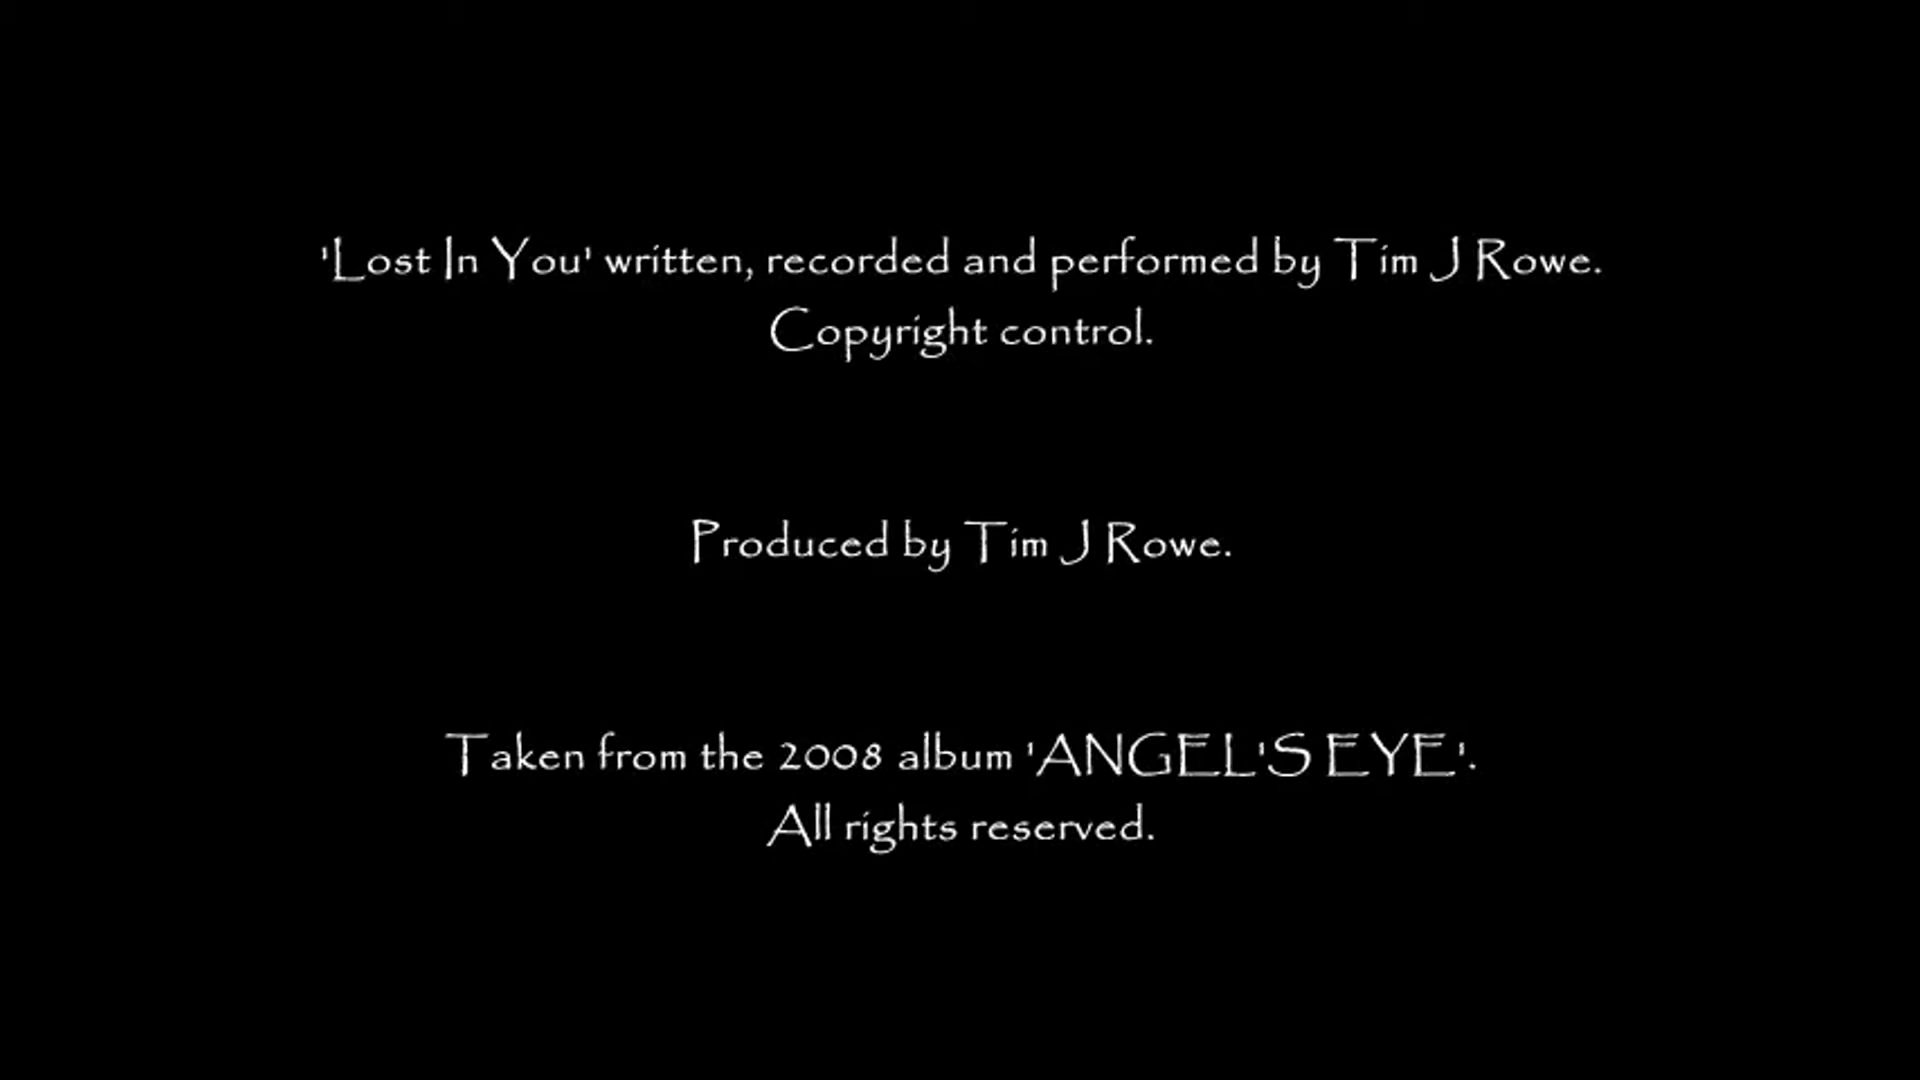 'Lost In You' written, recorded and performed by Tim J Rowe.
Copyright control.
Produced by Tim J Rowe.
Taken from the 2008 album 'ANGEL'S EYE'.
All rights reserved.